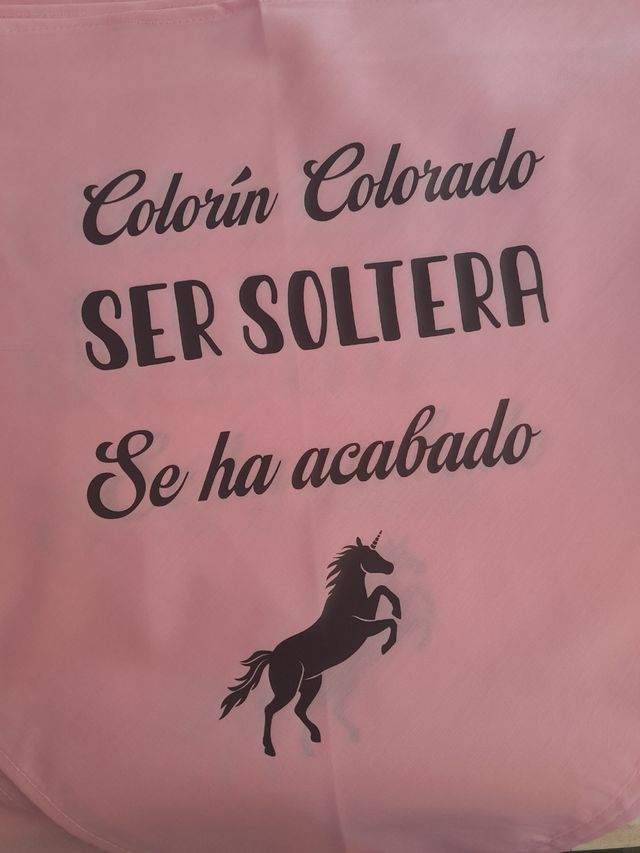 Colorín Colorado
SER SOLTERA
Se ha acabado